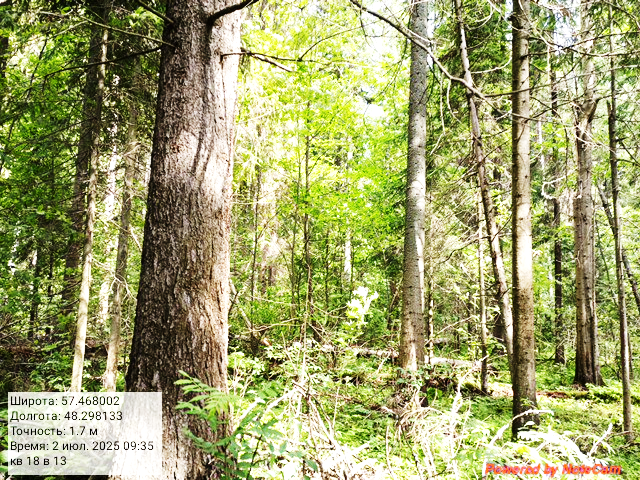 Широта: 57.468002
Долгота: 48.298133
Точность: 1.7 м
Время: 2 июл. 2025 09:35
кв 18 в 13
Powered by NoteCam